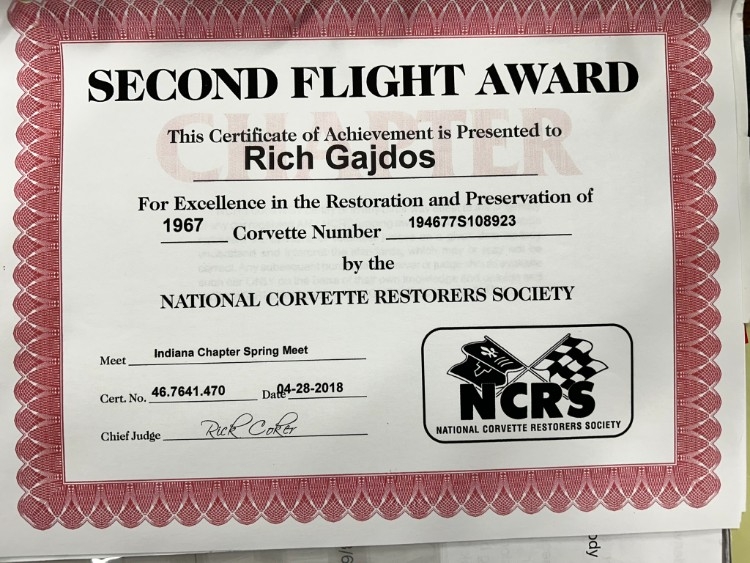 SECOND FLIGHT AWARD
CHAPTER
This Certificate of Achievement is Presented to
Rich Gajdos
For Excellence in the Restoration and Preservation of
1967 Corvette Number 194677S108923
by the
NATIONAL CORVETTE RESTORERS SOCIETY
Meet Indiana Chapter Spring Meet
Cert. No. 46.7641.470 Date 04-28-2018
Chief Judge Rick Coker
NCRS
NATIONAL CORVETTE RESTORERS SOCIETY
ody